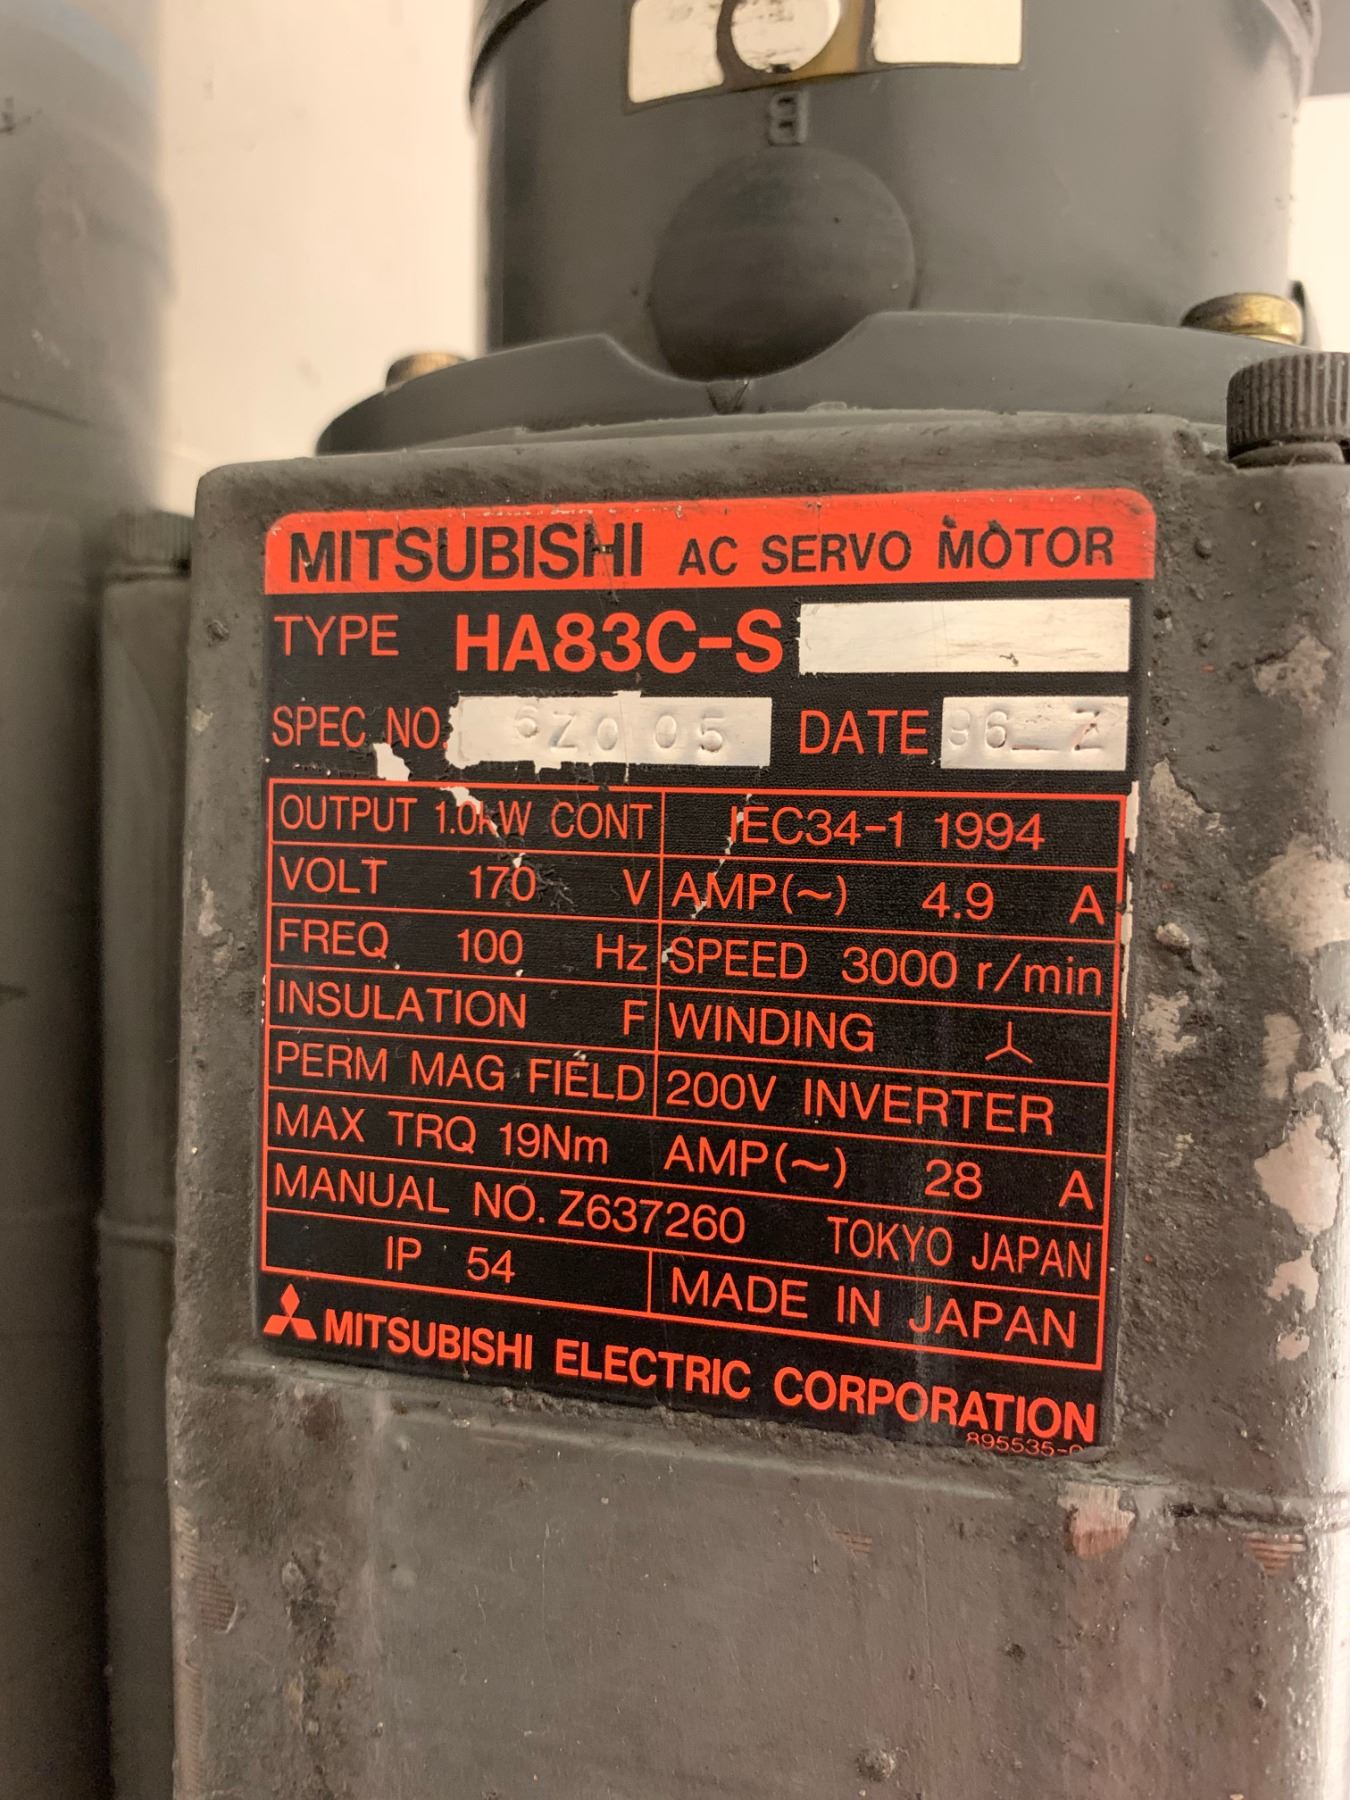 B
MITSUBISHI AC SERVO MOTOR
TYPE HA83C-S
SPEC NO. 6Z005 DATE 96 Z
OUTPUT 1.0kW CONT IEC34-1 1994
VOLT 170 V AMP(~) 4.9 A
FREQ 100 Hz SPEED 3000 r/min
INSULATION F WINDING
PERM MAG FIELD 200V INVERTER
MAX TRQ 19Nm AMP(~) 28 A
MANUAL NO. Z637260 TOKYO JAPAN
IP 54 MADE IN JAPAN
MITSUBISHI ELECTRIC CORPORATION